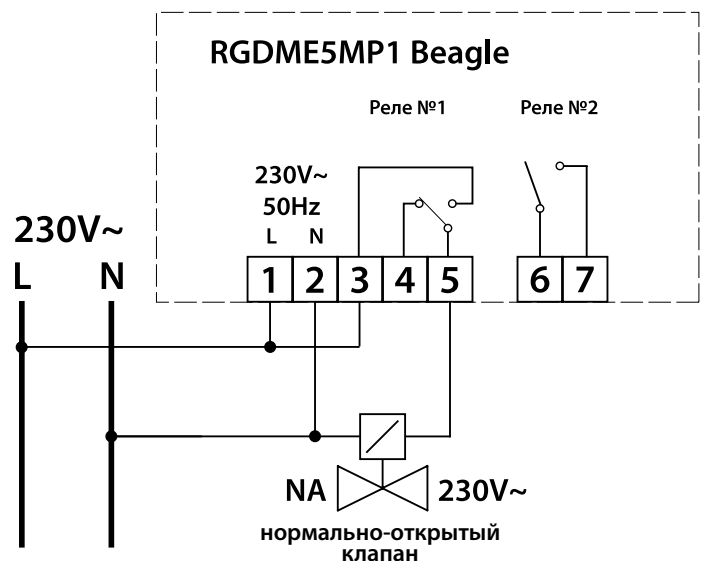 RGDME5MP1 Beagle
Реле №1 Реле №2
230V~
50Hz
L N
230V~
L N
1 2 3 4 5 6 7
NA 230V~
нормально-открытый
клапан